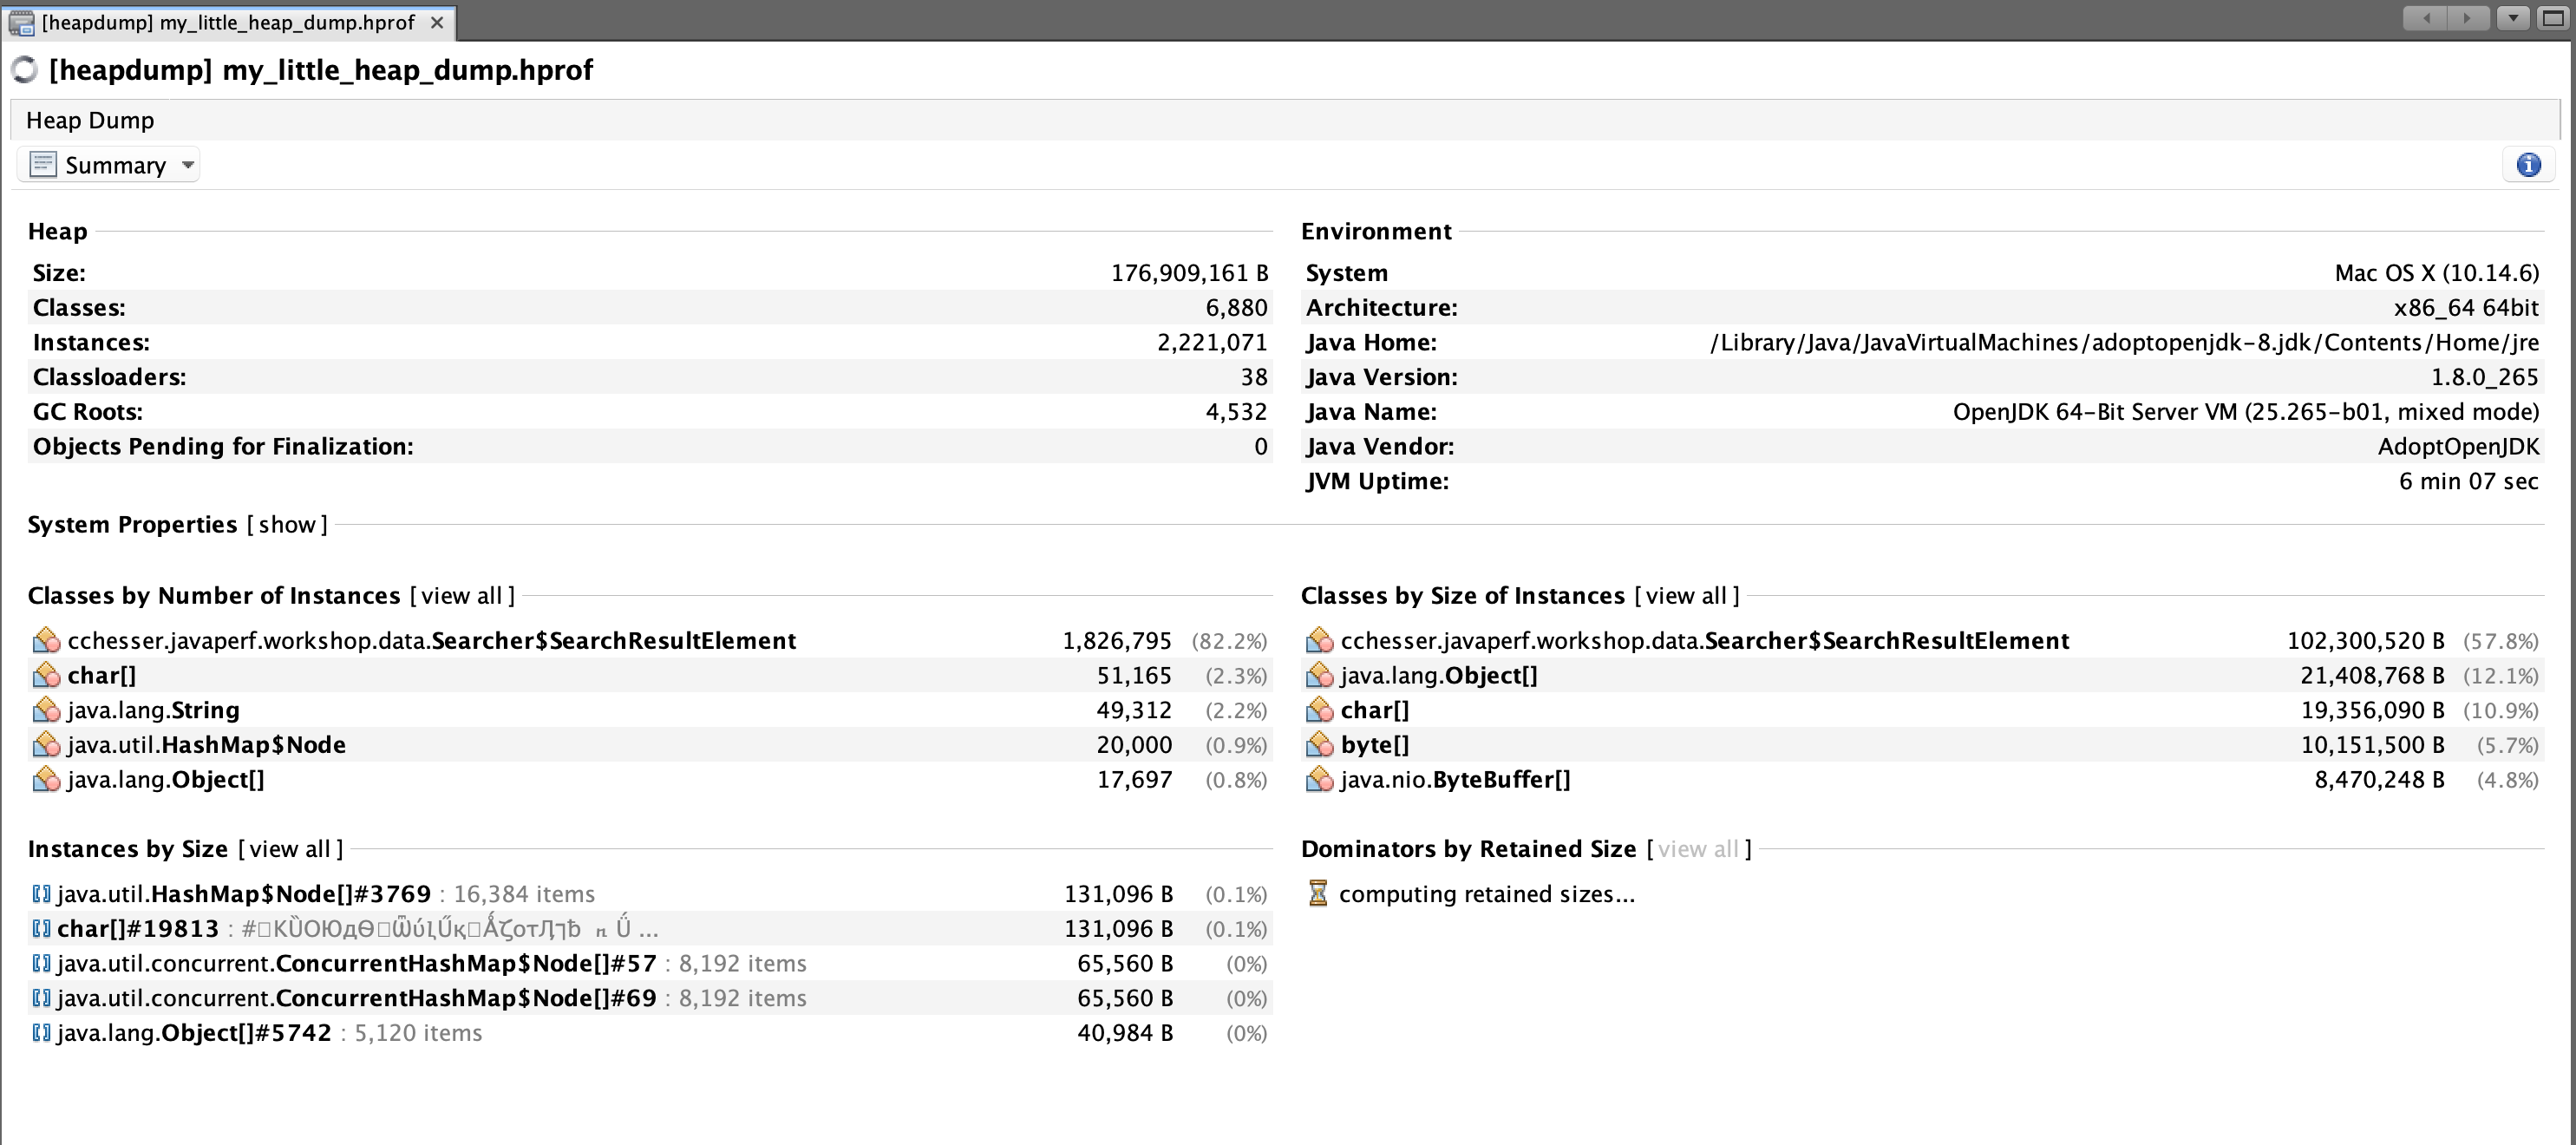 [heapdump] my_little_heap_dump.hprof
[heapdump] my_little_heap_dump.hprof
Heap Dump
Summary
Heap
Size: 176,909,161 B
Classes: 6,880
Instances: 2,221,071
Classloaders: 38
GC Roots: 4,532
Objects Pending for Finalization: 0
Environment
System Mac OS X (10.14.6)
Architecture: x86_64 64bit
Java Home: /Library/Java/JavaVirtualMachines/adoptopenjdk-8.jdk/Contents/Home/jre
Java Version: 1.8.0_265
Java Name: OpenJDK 64-Bit Server VM (25.265-b01, mixed mode)
Java Vendor: AdoptOpenJDK
JVM Uptime: 6 min 07 sec
System Properties [show]
Classes by Number of Instances [view all]
cchesser.javaperf.workshop.data.Searcher$SearchResultElement 1,826,795 (82.2%)
char[] 51,165 (2.3%)
java.lang.String 49,312 (2.2%)
java.util.HashMap$Node 20,000 (0.9%)
java.lang.Object[] 17,697 (0.8%)
Classes by Size of Instances [view all]
cchesser.javaperf.workshop.data.Searcher$SearchResultElement 102,300,520 B (57.8%)
java.lang.Object[] 21,408,768 B (12.1%)
char[] 19,356,090 B (10.9%)
byte[] 10,151,500 B (5.7%)
java.nio.ByteBuffer[] 8,470,248 B (4.8%)
Instances by Size [view all]
java.util.HashMap$Node[]#3769 : 16,384 items 131,096 B (0.1%)
char[]#19813 : 131,096 B (0.1%)
java.util.concurrent.ConcurrentHashMap$Node[]#57 : 8,192 items 65,560 B (0%)
java.util.concurrent.ConcurrentHashMap$Node[]#69 : 8,192 items 65,560 B (0%)
java.lang.Object[]#5742 : 5,120 items 40,984 B (0%)
Dominators by Retained Size [view all]
computing retained sizes...